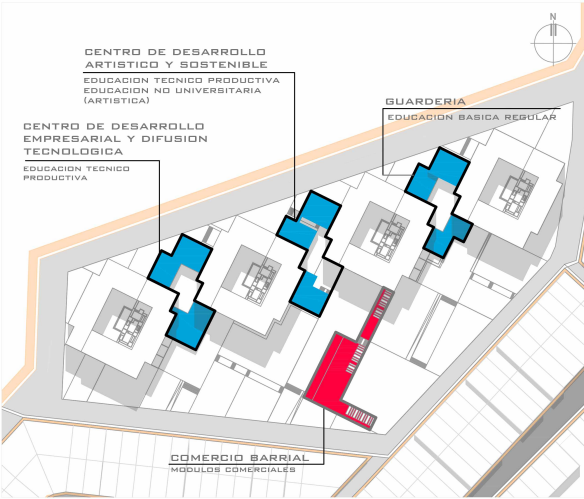 N
CENTRO DE DESARROLLO
ARTISTICO Y SOSTENIBLE
EDUCACION TECNICO PRODUCTIVA
EDUCACION NO UNIVERSITARIA
(ARTISTICA)
GUARDERIA
EDUCACION BASICA REGULAR
CENTRO DE DESARROLLO
EMPRESARIAL Y DIFUSION
TECNOLOGICA
EDUCACION TECNICO
PRODUCTIVA
COMERCIO BARRIAL
MODULOS COMERCIALES